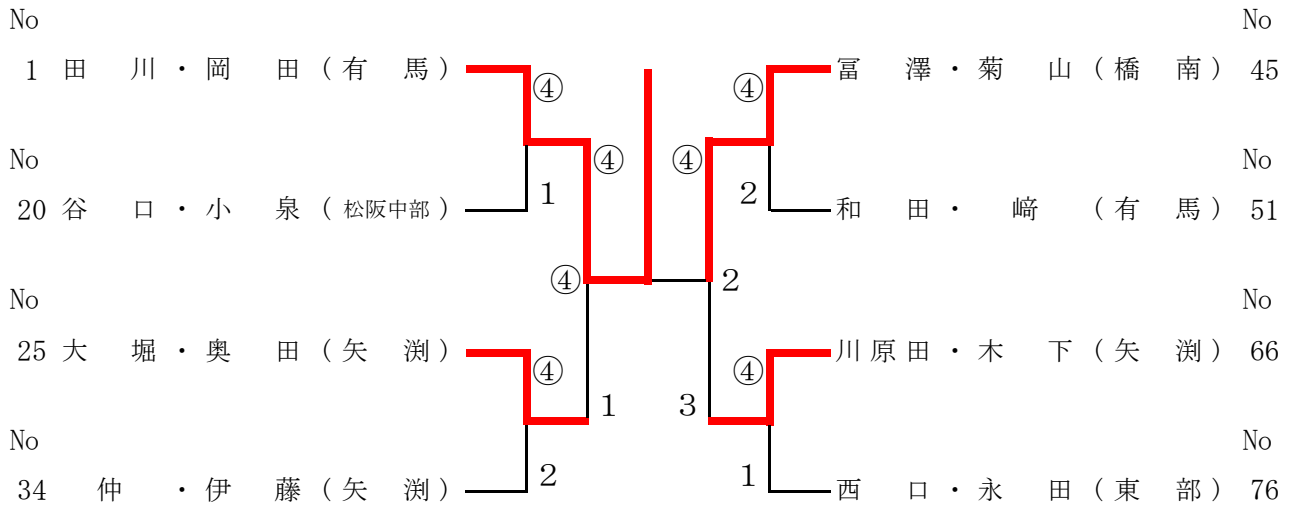 No No
1 田 川・岡 田(有 馬) 冨 澤・菊 山(橋 南) 45
④ ④
No ④ ④ No
1 2
20 谷 口・小 泉(松阪中部) 和 田・ 﨑 (有 馬) 51
④ 2
No No
25 大 堀・奥 田(矢 渕) 川原田・木 下(矢 渕) 66
④ ④
1 3
No No
2 1
34 仲 ・伊 藤(矢 渕) 西 口・永 田(東 部) 76